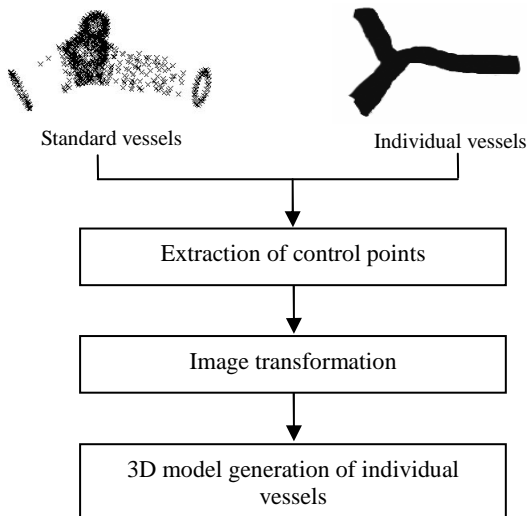 Standard vessels
Individual vessels
Extraction of control points
Image transformation
3D model generation of individual
vessels